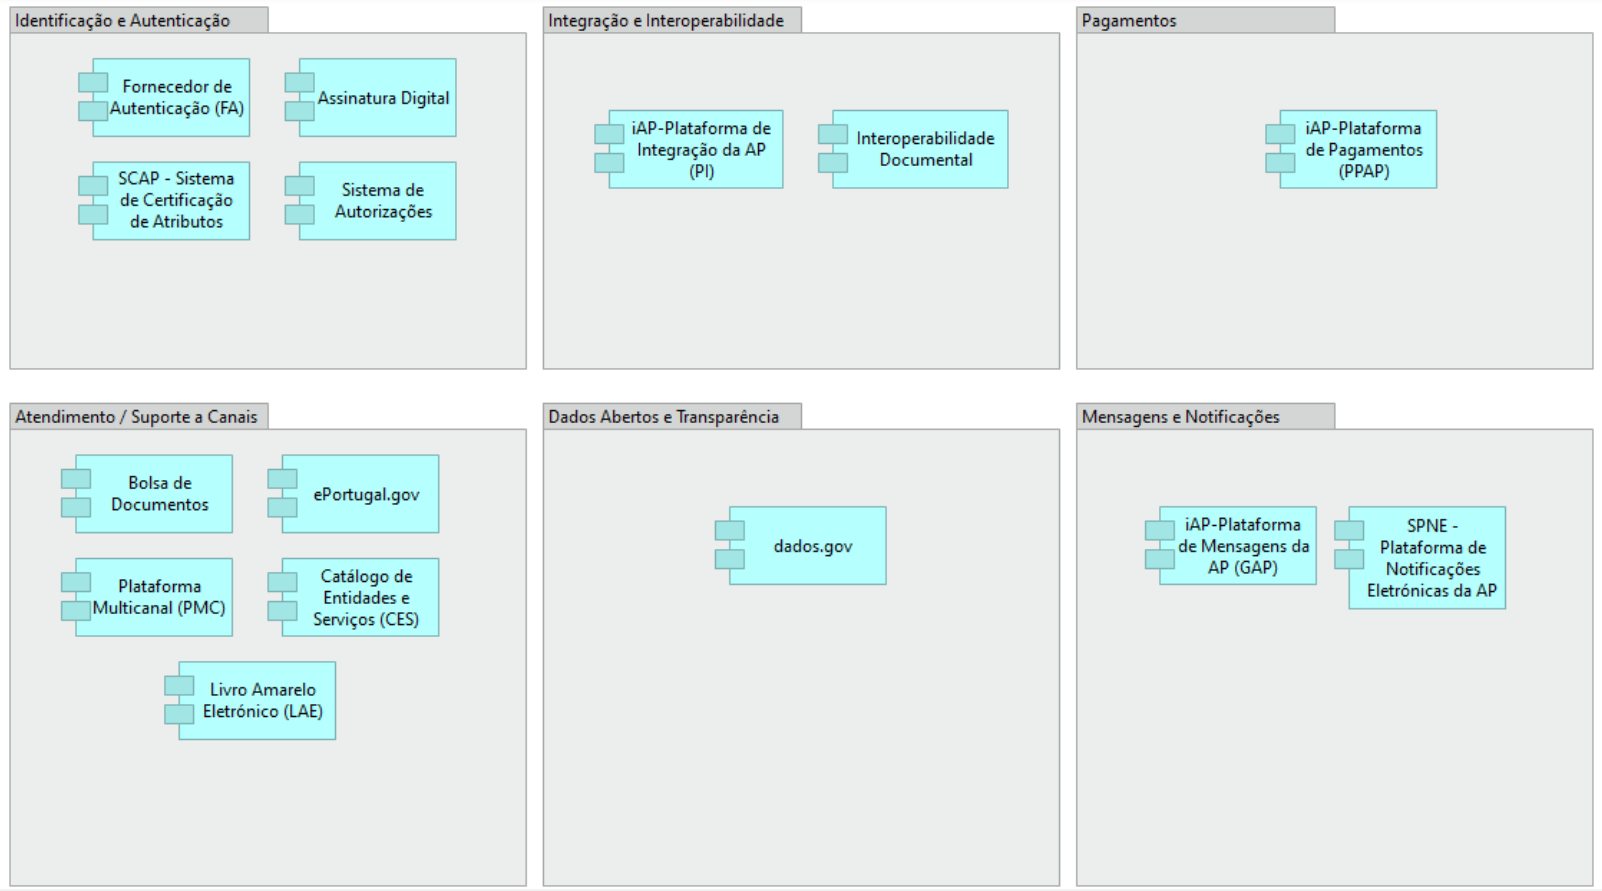 Identificação e Autenticação
Fornecedor de
Autenticação (FA)
Assinatura Digital
SCAP - Sistema
de Certificação
de Atributos
Sistema de
Autorizações
Integração e Interoperabilidade
iAP-Plataforma de
Integração da AP
(PI)
Interoperabilidade
Documental
Pagamentos
iAP-Plataforma
de Pagamentos
(PPAP)
Atendimento / Suporte a Canais
Bolsa de
Documentos
ePortugal.gov
Plataforma
Multicanal (PMC)
Catálogo de
Entidades e
Serviços (CES)
Livro Amarelo
Eletrónico (LAE)
Dados Abertos e Transparência
dados.gov
Mensagens e Notificações
iAP-Plataforma
de Mensagens da
AP (GAP)
SPNE -
Plataforma de
Notificações
Eletrónicas da AP